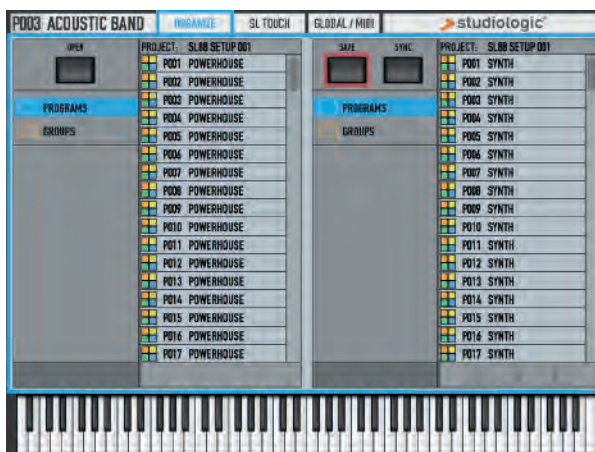 P003 ACOUSTIC BAND ORGANIZE SL TOUCH GLOBAL / MIDI studiologic
OPEN
PROJECT: SL88 SETUP 001
P001 POWERHOUSE
P002 POWERHOUSE
P003 POWERHOUSE
P004 POWERHOUSE
P005 POWERHOUSE
P006 POWERHOUSE
P007 POWERHOUSE
P008 POWERHOUSE
P009 POWERHOUSE
P010 POWERHOUSE
P011 POWERHOUSE
P012 POWERHOUSE
P013 POWERHOUSE
P014 POWERHOUSE
P015 POWERHOUSE
P016 POWERHOUSE
P017 POWERHOUSE
PROGRAMS
GROUPS
SAFE SYNC
PROJECT: SL88 SETUP 001
P001 SYNTH
P002 SYNTH
P003 SYNTH
P004 SYNTH
P005 SYNTH
P006 SYNTH
P007 SYNTH
P008 SYNTH
P009 SYNTH
P010 SYNTH
P011 SYNTH
P012 SYNTH
P013 SYNTH
P014 SYNTH
P015 SYNTH
P016 SYNTH
P017 SYNTH
PROGRAMS
GROUPS